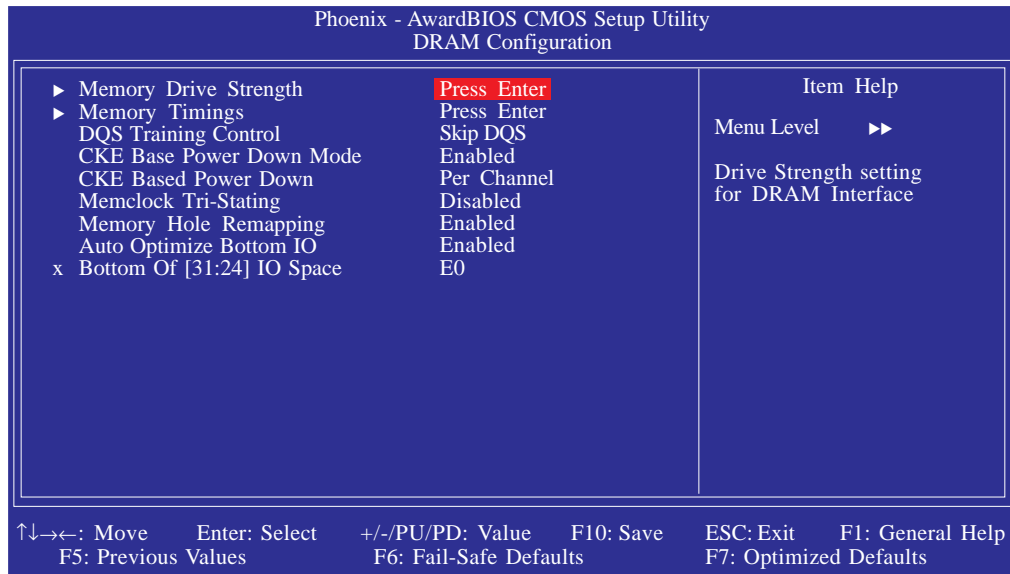 Phoenix - AwardBIOS CMOS Setup Utility
DRAM Configuration
▶ Memory Drive Strength Press Enter
▶ Memory Timings Press Enter
DQS Training Control Skip DQS
CKE Base Power Down Mode Enabled
CKE Based Power Down Per Channel
Memclock Tri-Stating Disabled
Memory Hole Remapping Enabled
Auto Optimize Bottom IO Enabled
x Bottom Of [31:24] IO Space E0
Item Help
Menu Level ▶▶
Drive Strength setting
for DRAM Interface
↑↓→←: Move Enter: Select +/-/PU/PD: Value F10: Save ESC: Exit F1: General Help
F5: Previous Values F6: Fail-Safe Defaults F7: Optimized Defaults